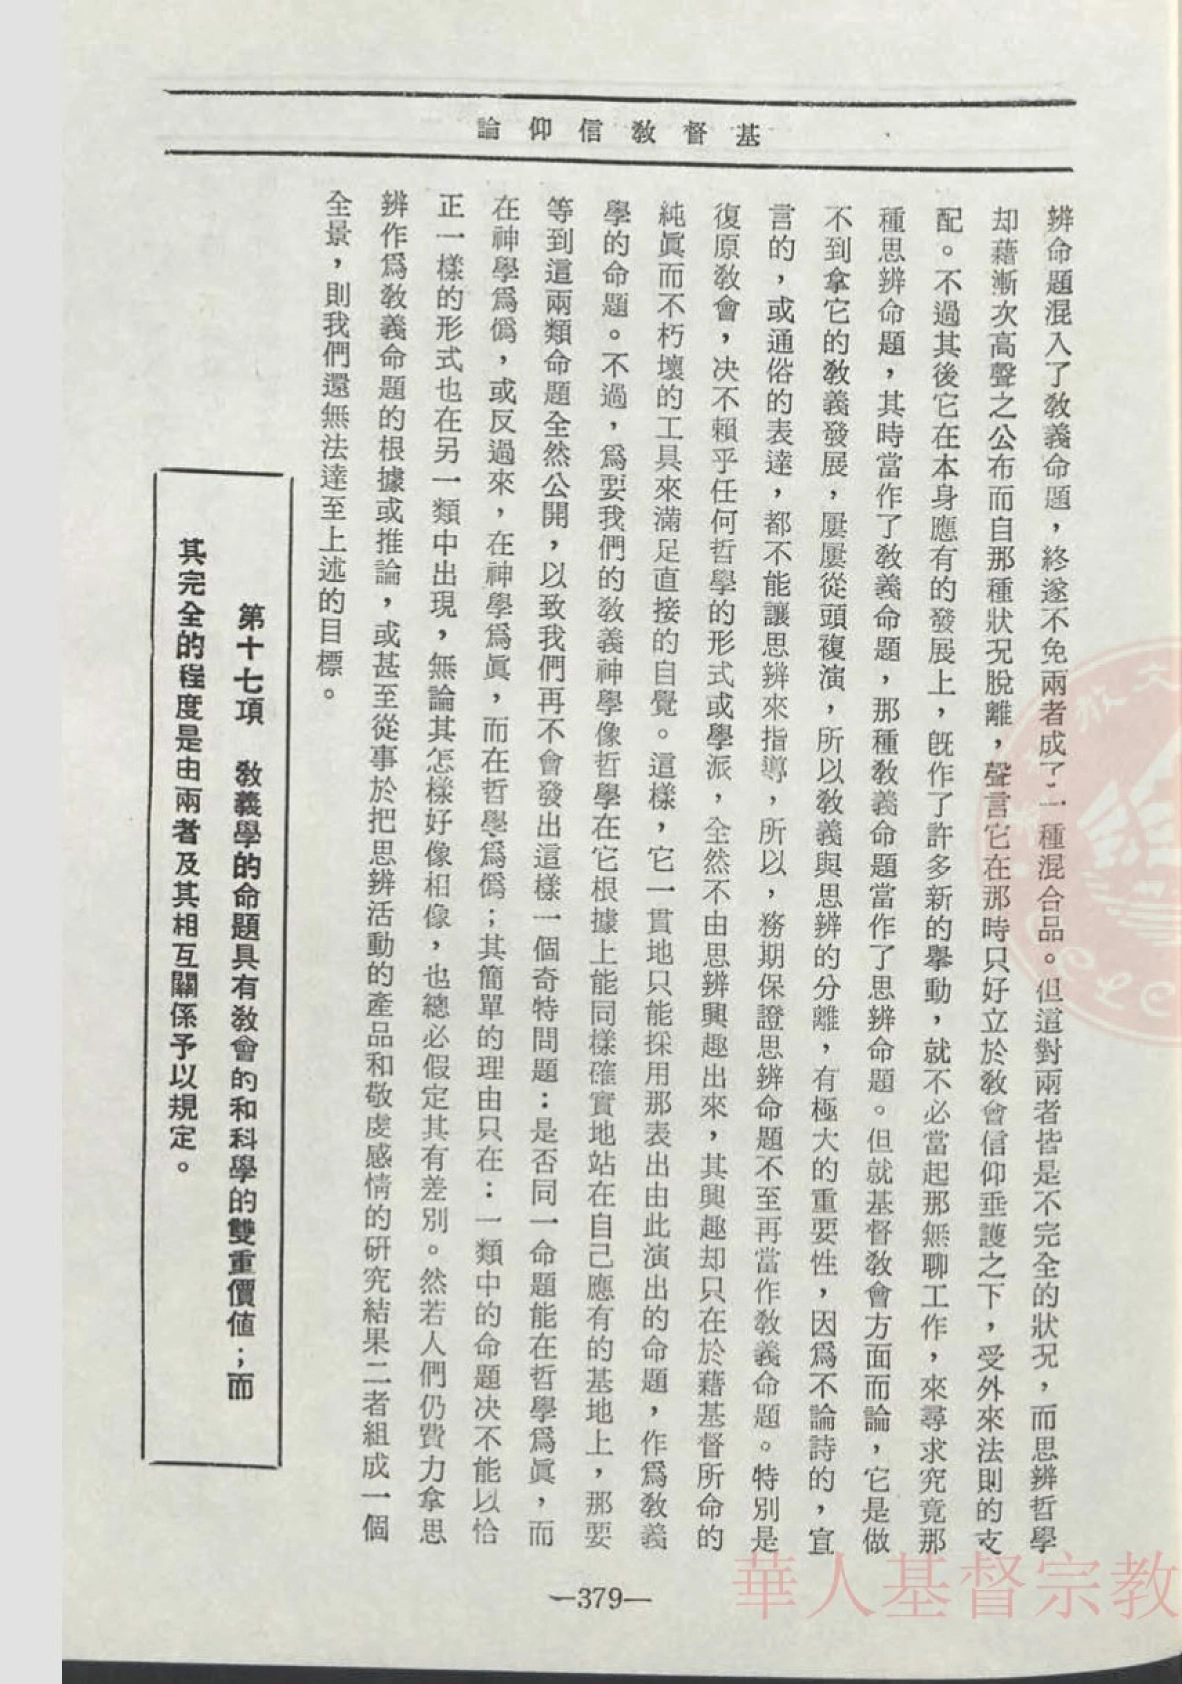 基督教信仰論
辨命題混入了教義命題，終遂不免兩者成了一種混合品。但這對兩者皆是不完全的狀況，而思辨哲學
却藉漸次高聲之公布而自那種狀況脫離，聲言它在那時只好立於教會信仰垂護之下，受外來法則的支
配。不過其後它在本身應有的發展上，既作了許多新的舉動，就不必當起那無聊工作，來尋求究竟那
種思辨命題，其時當作了教義命題，那種教義命題當作了思辨命題。但就基督教會方面而論，它是做
不到拿它的教義發展，屢屢從頭複演，所以教義與思辨的分離，有極大的重要性，因爲不論詩的，宣
言的，或通俗的表達，都不能讓思辨來指導，所以，務期保證思辨命題不至再當作教義命題。特別是
復原教會，决不賴乎任何哲學的形式或學派，全然不由思辨興趣出來，其興趣却只在於藉基督所命的
純眞而不朽壞的工具來滿足直接的自覺。這樣，它一貫地只能採用那表出由此演出的命題，作爲教義
學的命題。不過，爲要我們的教義神學像哲學在它根據上能同樣確實地站在自己應有的基地上，那要
等到這兩類命題全然公開，以致我們再不會發出這樣一個奇特問題：是否同一命題能在哲學爲眞，而
在神學爲僞，或反過來，在神學爲眞，而在哲學爲僞；其簡單的理由只在：一類中的命題决不能以恰
正一樣的形式也在另一類中出現，無論其怎樣好像相像，也總必假定其有差別。然若人們仍費力拿思
辨作爲教義命題的根據或推論，或甚至從事於把思辨活動的產品和敬虔感情的研究結果二者組成一個
全景，則我們還無法達至上述的目標。
第十七項　教義學的命題具有教會的和科學的雙重價値；而
其完全的程度是由兩者及其相互關係予以規定。
—379—
華人基督宗教